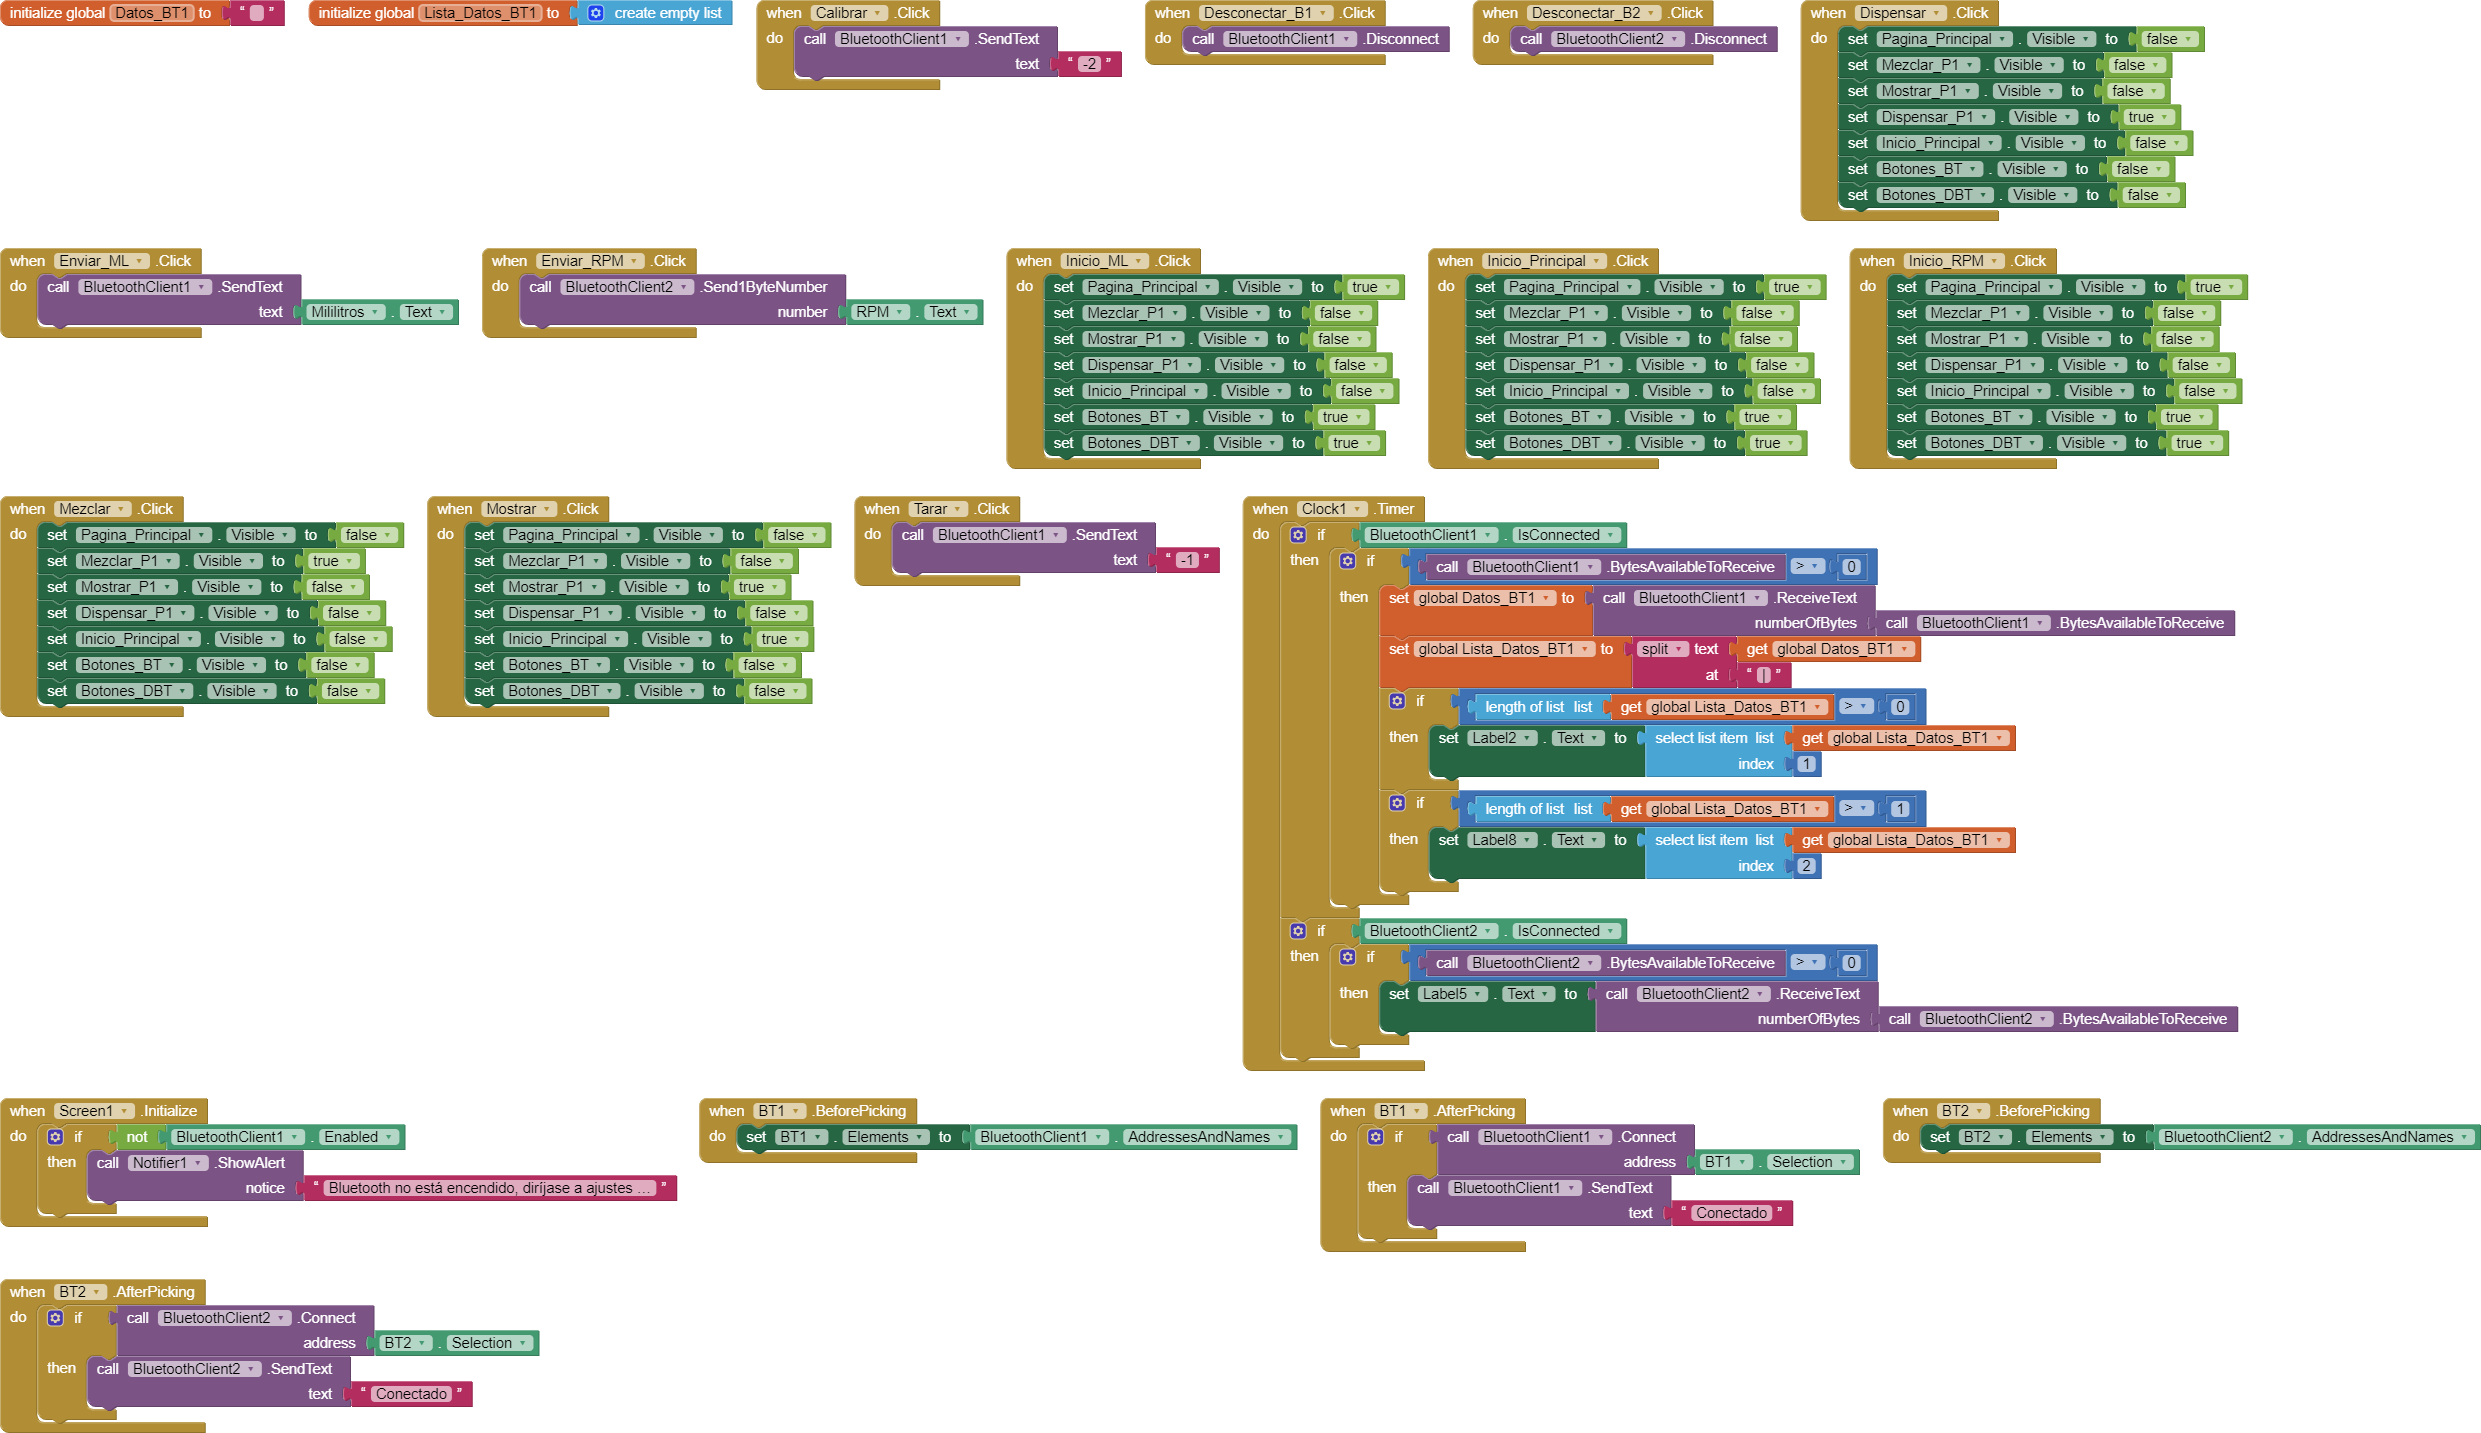 initialize global Datos_BT1 to " "
initialize global Lista_Datos_BT1 to create empty list
when Calibrar .Click
do call BluetoothClient1 .SendText
text " -2 "
when Desconectar_B1 .Click
do call BluetoothClient1 .Disconnect
when Desconectar_B2 .Click
do call BluetoothClient2 .Disconnect
when Dispensar .Click
do set Pagina_Principal . Visible to false
set Mezclar_P1 . Visible to false
set Mostrar_P1 . Visible to false
set Dispensar_P1 . Visible to true
set Inicio_Principal . Visible to false
set Botones_BT . Visible to false
set Botones_DBT . Visible to false
when Enviar_ML .Click
do call BluetoothClient1 .SendText
text Mililitros . Text
when Enviar_RPM .Click
do call BluetoothClient2 .Send1ByteNumber
number RPM . Text
when Inicio_ML .Click
do set Pagina_Principal . Visible to true
set Mezclar_P1 . Visible to false
set Mostrar_P1 . Visible to false
set Dispensar_P1 . Visible to false
set Inicio_Principal . Visible to false
set Botones_BT . Visible to true
set Botones_DBT . Visible to true
when Inicio_Principal .Click
do set Pagina_Principal . Visible to true
set Mezclar_P1 . Visible to false
set Mostrar_P1 . Visible to false
set Dispensar_P1 . Visible to false
set Inicio_Principal . Visible to false
set Botones_BT . Visible to true
set Botones_DBT . Visible to true
when Inicio_RPM .Click
do set Pagina_Principal . Visible to true
set Mezclar_P1 . Visible to false
set Mostrar_P1 . Visible to false
set Dispensar_P1 . Visible to false
set Inicio_Principal . Visible to false
set Botones_BT . Visible to true
set Botones_DBT . Visible to true
when Mezclar .Click
do set Pagina_Principal . Visible to false
set Mezclar_P1 . Visible to true
set Mostrar_P1 . Visible to false
set Dispensar_P1 . Visible to false
set Inicio_Principal . Visible to false
set Botones_BT . Visible to false
set Botones_DBT . Visible to false
when Mostrar .Click
do set Pagina_Principal . Visible to false
set Mezclar_P1 . Visible to false
set Mostrar_P1 . Visible to true
set Dispensar_P1 . Visible to false
set Inicio_Principal . Visible to true
set Botones_BT . Visible to false
set Botones_DBT . Visible to false
when Tarar .Click
do call BluetoothClient1 .SendText
text " -1 "
when Clock1 .Timer
do if BluetoothClient1 . IsConnected
then if call BluetoothClient1 .BytesAvailableToReceive > 0
then set global Datos_BT1 to call BluetoothClient1 .ReceiveText
numberOfBytes call BluetoothClient1 .BytesAvailableToReceive
set global Lista_Datos_BT1 to split text get global Datos_BT1
at " | "
if length of list list get global Lista_Datos_BT1 > 0
then set Label2 . Text to select list item list get global Lista_Datos_BT1
index 1
if length of list list get global Lista_Datos_BT1 > 1
then set Label8 . Text to select list item list get global Lista_Datos_BT1
index 2
if BluetoothClient2 . IsConnected
then if call BluetoothClient2 .BytesAvailableToReceive > 0
then set Label5 . Text to call BluetoothClient2 .ReceiveText
numberOfBytes call BluetoothClient2 .BytesAvailableToReceive
when Screen1 .Initialize
do if not BluetoothClient1 . Enabled
then call Notifier1 .ShowAlert
notice " Bluetooth no está encendido, diríjase a ajustes ... "
when BT1 .BeforePicking
do set BT1 . Elements to BluetoothClient1 . AddressesAndNames
when BT1 .AfterPicking
do if call BluetoothClient1 .Connect
address BT1 . Selection
then call BluetoothClient1 .SendText
text " Conectado "
when BT2 .BeforePicking
do set BT2 . Elements to BluetoothClient2 . AddressesAndNames
when BT2 .AfterPicking
do if call BluetoothClient2 .Connect
address BT2 . Selection
then call BluetoothClient2 .SendText
text " Conectado "